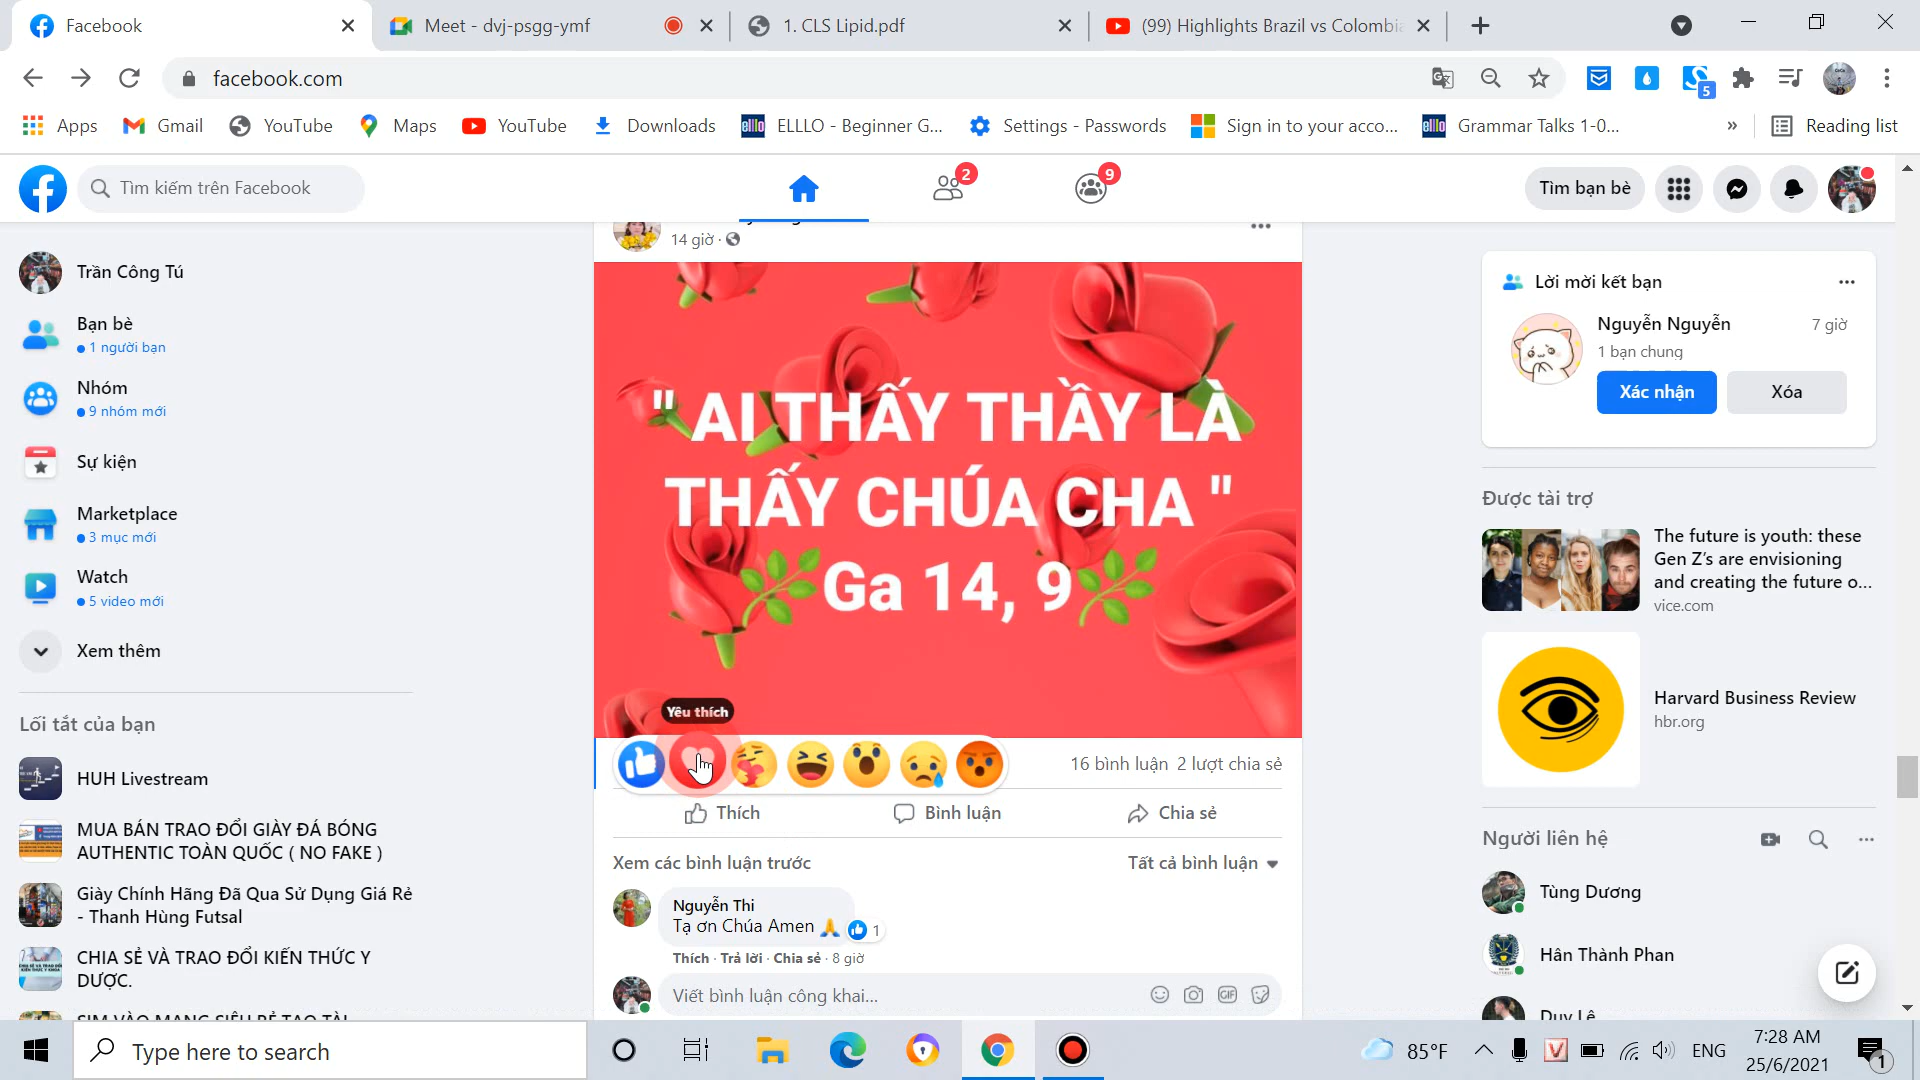 Facebook
Meet - dvj-psgg-ymf
1. CLS Lipid.pdf
(99) Highlights Brazil vs Colombia
facebook.com
5
Apps
Gmail
YouTube
Maps
YouTube
Downloads
ELLLO - Beginner G...
Settings - Passwords
Sign in to your acco...
Grammar Talks 1-0...
»
Reading list
Tìm kiếm trên Facebook
2
9
Tìm bạn bè
Trần Công Tú
Bạn bè
1 người bạn
Nhóm
9 nhóm mới
Sự kiện
Marketplace
3 mục mới
Watch
5 video mới
Xem thêm
Lối tắt của bạn
HUH Livestream
MUA BÁN TRAO ĐỔI GIÀY ĐÁ BÓNG
AUTHENTIC TOÀN QUỐC ( NO FAKE )
Giày Chính Hãng Đã Qua Sử Dụng Giá Rẻ
- Thanh Hùng Futsal
CHIA SẺ VÀ TRAO ĐỔI KIẾN THỨC Y
DƯỢC.
14 giờ ·
" AI THẤY THẦY LÀ
THẤY CHÚA CHA "
Ga 14, 9
Yêu thích
16 bình luận 2 lượt chia sẻ
Thích
Bình luận
Chia sẻ
Xem các bình luận trước
Tất cả bình luận
Nguyễn Thi
Tạ ơn Chúa Amen 🙏
1
Thích · Trả lời · Chia sẻ · 8 giờ
Viết bình luận công khai...
GIF
Lời mời kết bạn
Nguyễn Nguyễn
7 giờ
1 bạn chung
Xác nhận
Xóa
Được tài trợ
The future is youth: these
Gen Z's are envisioning
and creating the future o...
vice.com
Harvard Business Review
hbr.org
Người liên hệ
Tùng Dương
Hân Thành Phan
Duy Lê
Type here to search
85°F
ENG
7:28 AM
25/6/2021
1